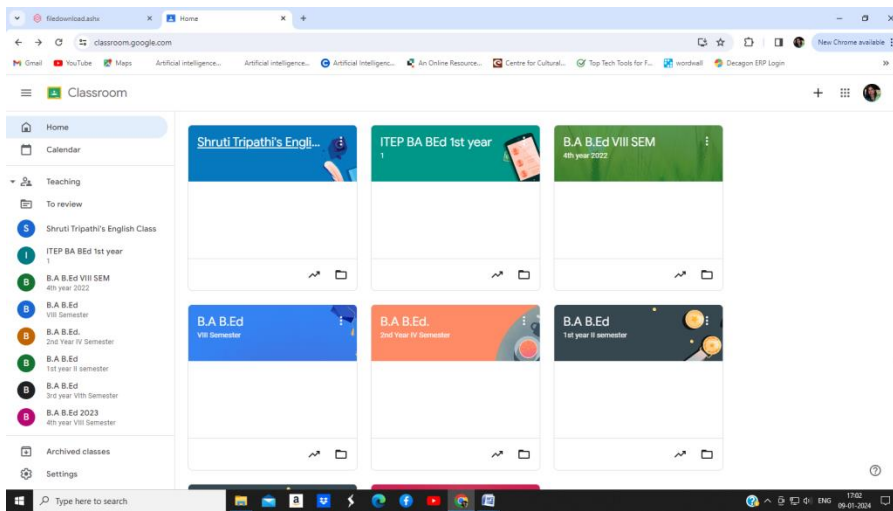 filedownload.ashx
Home
classroom.google.com
New Chrome available
Gmail
YouTube
Maps
Artificial intelligence...
Artificial intelligence...
Artificial Intelligenc...
An Online Resource...
Centre for Cultural...
Top Tech Tools for F...
wordwall
Decagon ERP Login
Classroom
Home
Calendar
Teaching
To review
S
Shruti Tripathi's English Class
I
ITEP BA BEd 1st year
1
B
B.A B.Ed VIII SEM
4th year 2022
B
B.A B.Ed
VIII Semester
B
B.A B.Ed.
2nd Year IV Semester
B
B.A B.Ed
1st year II semester
B
B.A B.Ed
3rd year VIth Semester
B
B.A B.Ed 2023
4th year VIII Semester
Archived classes
Settings
Shruti Tripathi's Engli...
ITEP BA BEd 1st year
1
B.A B.Ed VIII SEM
4th year 2022
B.A B.Ed
VIII Semester
B.A B.Ed.
2nd Year IV Semester
B.A B.Ed
1st year II semester
Type here to search
ENG
17:02
09-01-2024